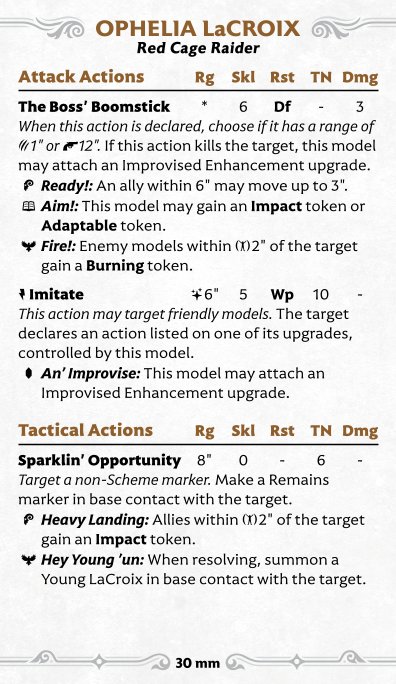 OPHELIA LaCROIX
Red Cage Raider
Attack Actions Rg Skl Rst TN Dmg
The Boss' Boomstick * 6 Df - 3
When this action is declared, choose if it has a range of
1" or 12". If this action kills the target, this model
may attach an Improvised Enhancement upgrade.
Ready!: An ally within 6" may move up to 3".
Aim!: This model may gain an Impact token or
Adaptable token.
Fire!: Enemy models within 2" of the target
gain a Burning token.
Imitate 6" 5 Wp 10 -
This action may target friendly models. The target
declares an action listed on one of its upgrades,
controlled by this model.
An' Improvise: This model may attach an
Improvised Enhancement upgrade.
Tactical Actions Rg Skl Rst TN Dmg
Sparklin' Opportunity 8" 0 - 6 -
Target a non-Scheme marker. Make a Remains
marker in base contact with the target.
Heavy Landing: Allies within 2" of the target
gain an Impact token.
Hey Young 'un: When resolving, summon a
Young LaCroix in base contact with the target.
30 mm